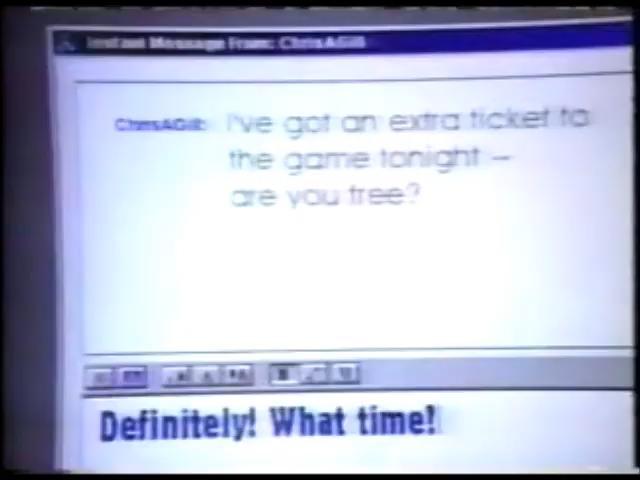 Instant Message From: ChrisAGill
ChrisAGill: I've got an extra ticket to
the game tonight –
are you free?
Definitely! What time!